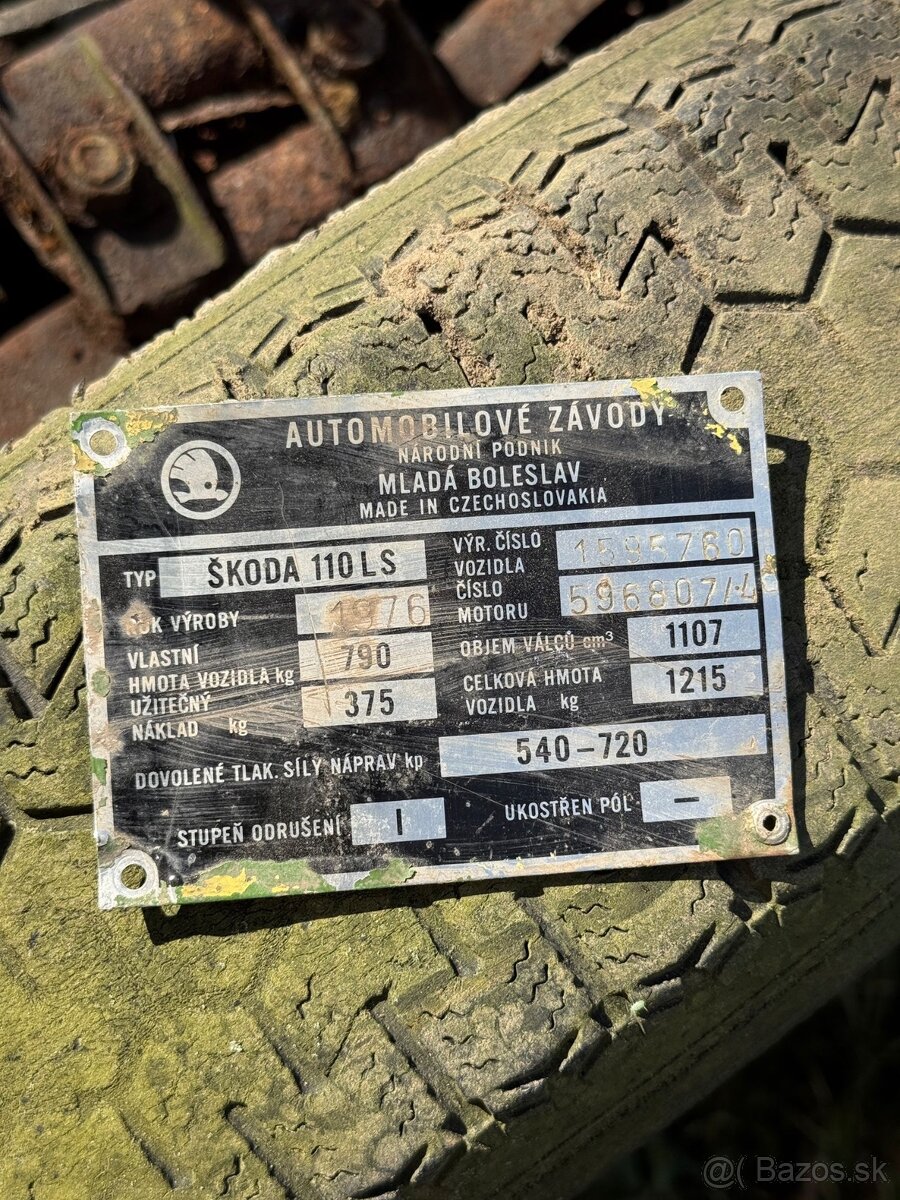 AUTOMOBILOVÉ ZÁVODY
NÁRODNÍ PODNIK
MLADÁ BOLESLAV
MADE IN CZECHOSLOVAKIA
TYP ŠKODA 110 LS
VÝR. ČÍSLO VOZIDLA 1595760
ROK VÝROBY 1976
ČÍSLO MOTORU 596807/4
VLASTNÍ HMOTA VOZIDLA kg 790
OBJEM VÁLCŮ cm³ 1107
UŽITEČNÝ NÁKLAD kg 375
CELKOVÁ HMOTA VOZIDLA kg 1215
DOVOLENÉ TLAK. SÍLY NÁPRAV kp 540-720
STUPEŇ ODRUŠENÍ I
UKOSTŘEN PÓL –
@( Bazos.sk